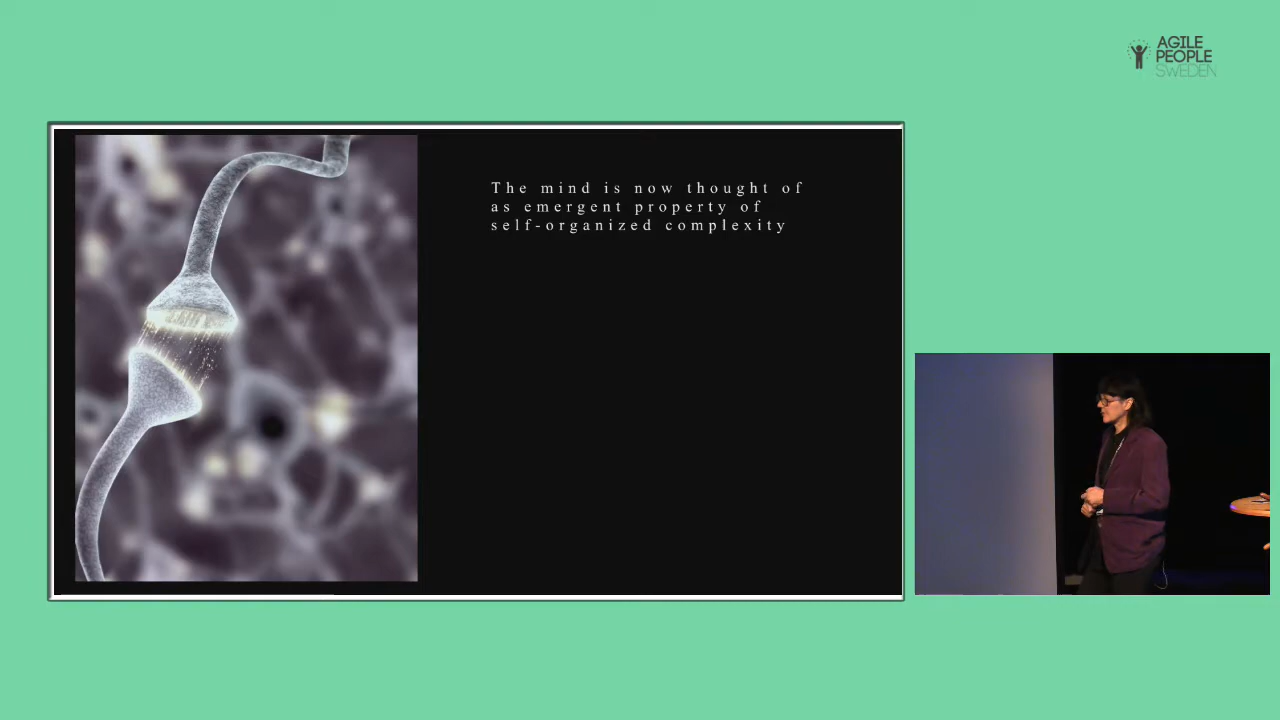 AGILE
PEOPLE
SWEDEN
The mind is now thought of
as emergent property of
self-organized complexity